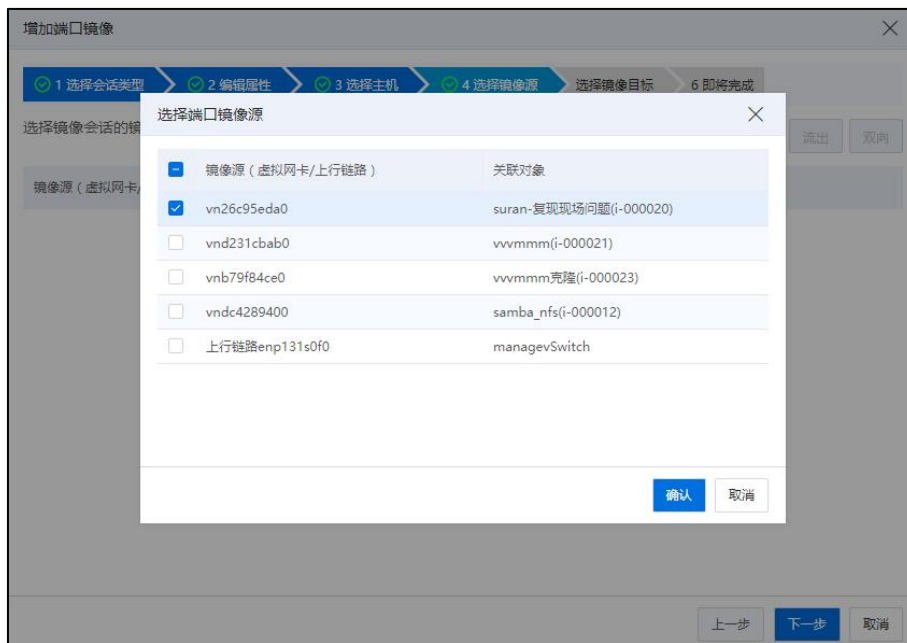 增加端口镜像
1 选择会话类型 2 编辑属性 3 选择主机 4 选择镜像源 选择镜像目标 6 即将完成
选择镜像会话的镜
流出 双向
镜像源(虚拟网卡/
选择端口镜像源
镜像源(虚拟网卡/上行链路) 关联对象
vn26c95eda0 suran-复现现场问题(i-000020)
vnd231cbab0 vvvmmm(i-000021)
vnb79f84ce0 vvvmmm克隆(i-000023)
vndc4289400 samba_nfs(i-000012)
上行链路enp131s0f0 managevSwitch
确认 取消
上一步 下一步 取消